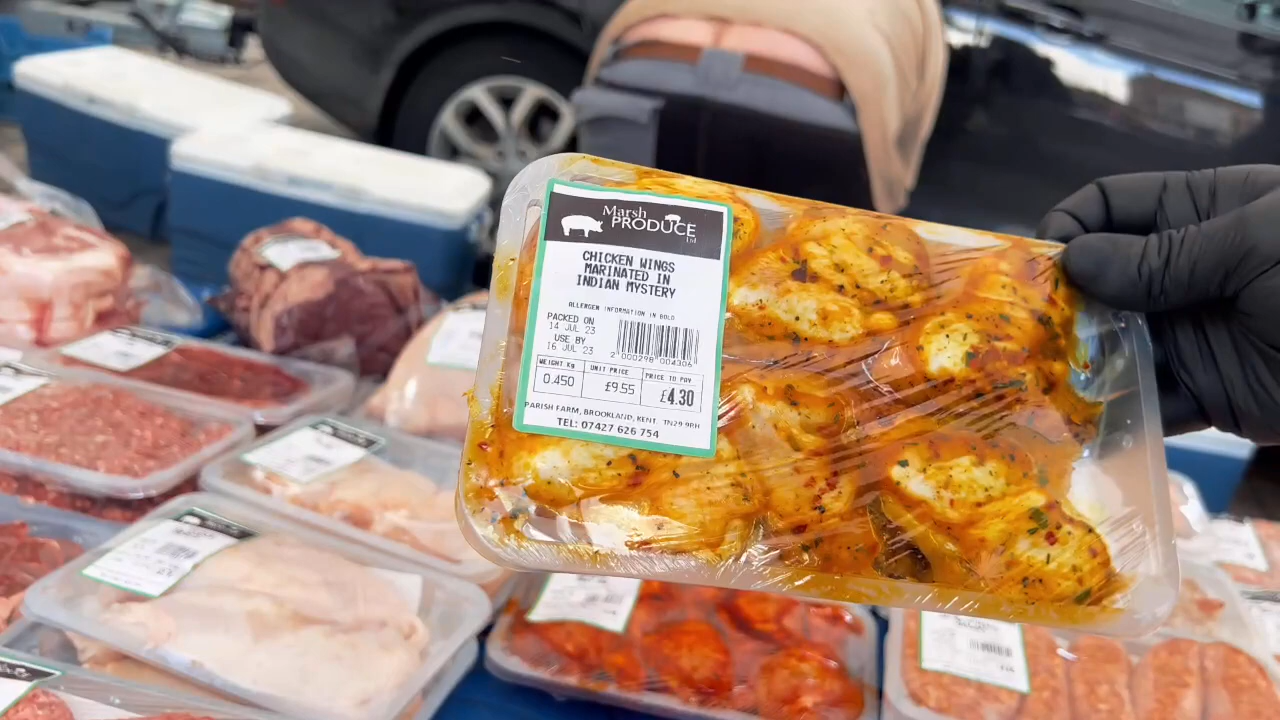 Marsh
PRODUCE
Ltd
CHICKEN WINGS
MARINATED IN
INDIAN MYSTERY
ALLERGEN INFORMATION IN BOLD
PACKED ON
14 JUL 23
USE BY
16 JUL 23
2 000298 004306
WEIGHT Kg UNIT PRICE PRICE TO PAY
0.450 £9.55 £4.30
PARISH FARM, BROOKLAND, KENT. TN29 9RH
TEL: 07427 626 754